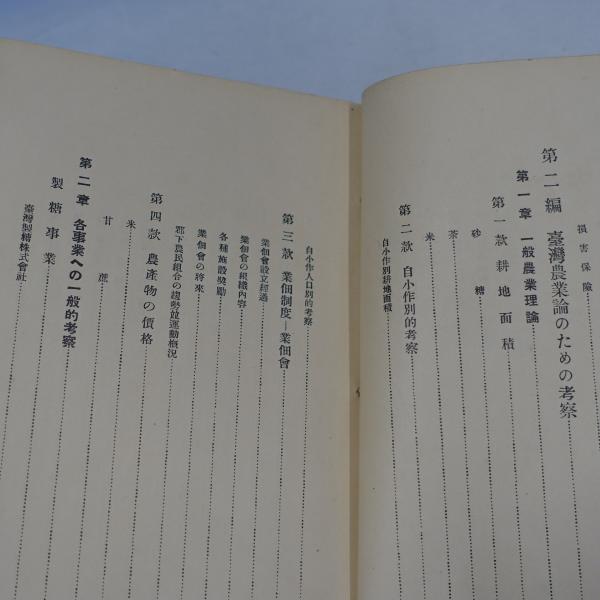 損害保險
第二編 臺灣農業論のための考察
第一章 一般農業理論
第一款 耕地面積
砂糖
茶
米
第二款 自小作別的考察
自小作別耕地面積
自小作人口別的考察
第三款 業佃制度―業佃會
業佃會設立經過
業佃會の組織內容
各種施設獎勵
業佃會の將來
郡下農民組合の趨勢並運動槪況
第四款 農產物の價格
米
甘蔗
第二章 各事業への一般的考察
製糖事業
臺灣製糖株式會社